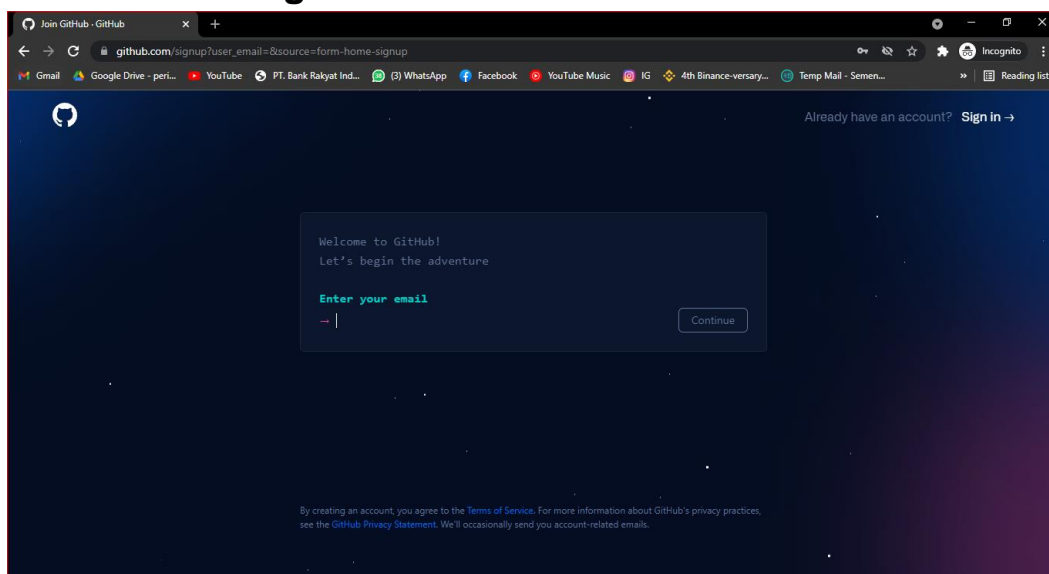 Join GitHub · GitHub
github.com/signup?user_email=&source=form-home-signup
Incognito
Gmail
Google Drive - peri...
YouTube
PT. Bank Rakyat Ind...
(3) WhatsApp
Facebook
YouTube Music
IG
4th Binance-versary...
Temp Mail - Semen...
»
Reading list
Already have an account? Sign in →
Welcome to GitHub!
Let's begin the adventure
Enter your email
→
Continue
By creating an account, you agree to the Terms of Service. For more information about GitHub's privacy practices,
see the GitHub Privacy Statement. We'll occasionally send you account-related emails.